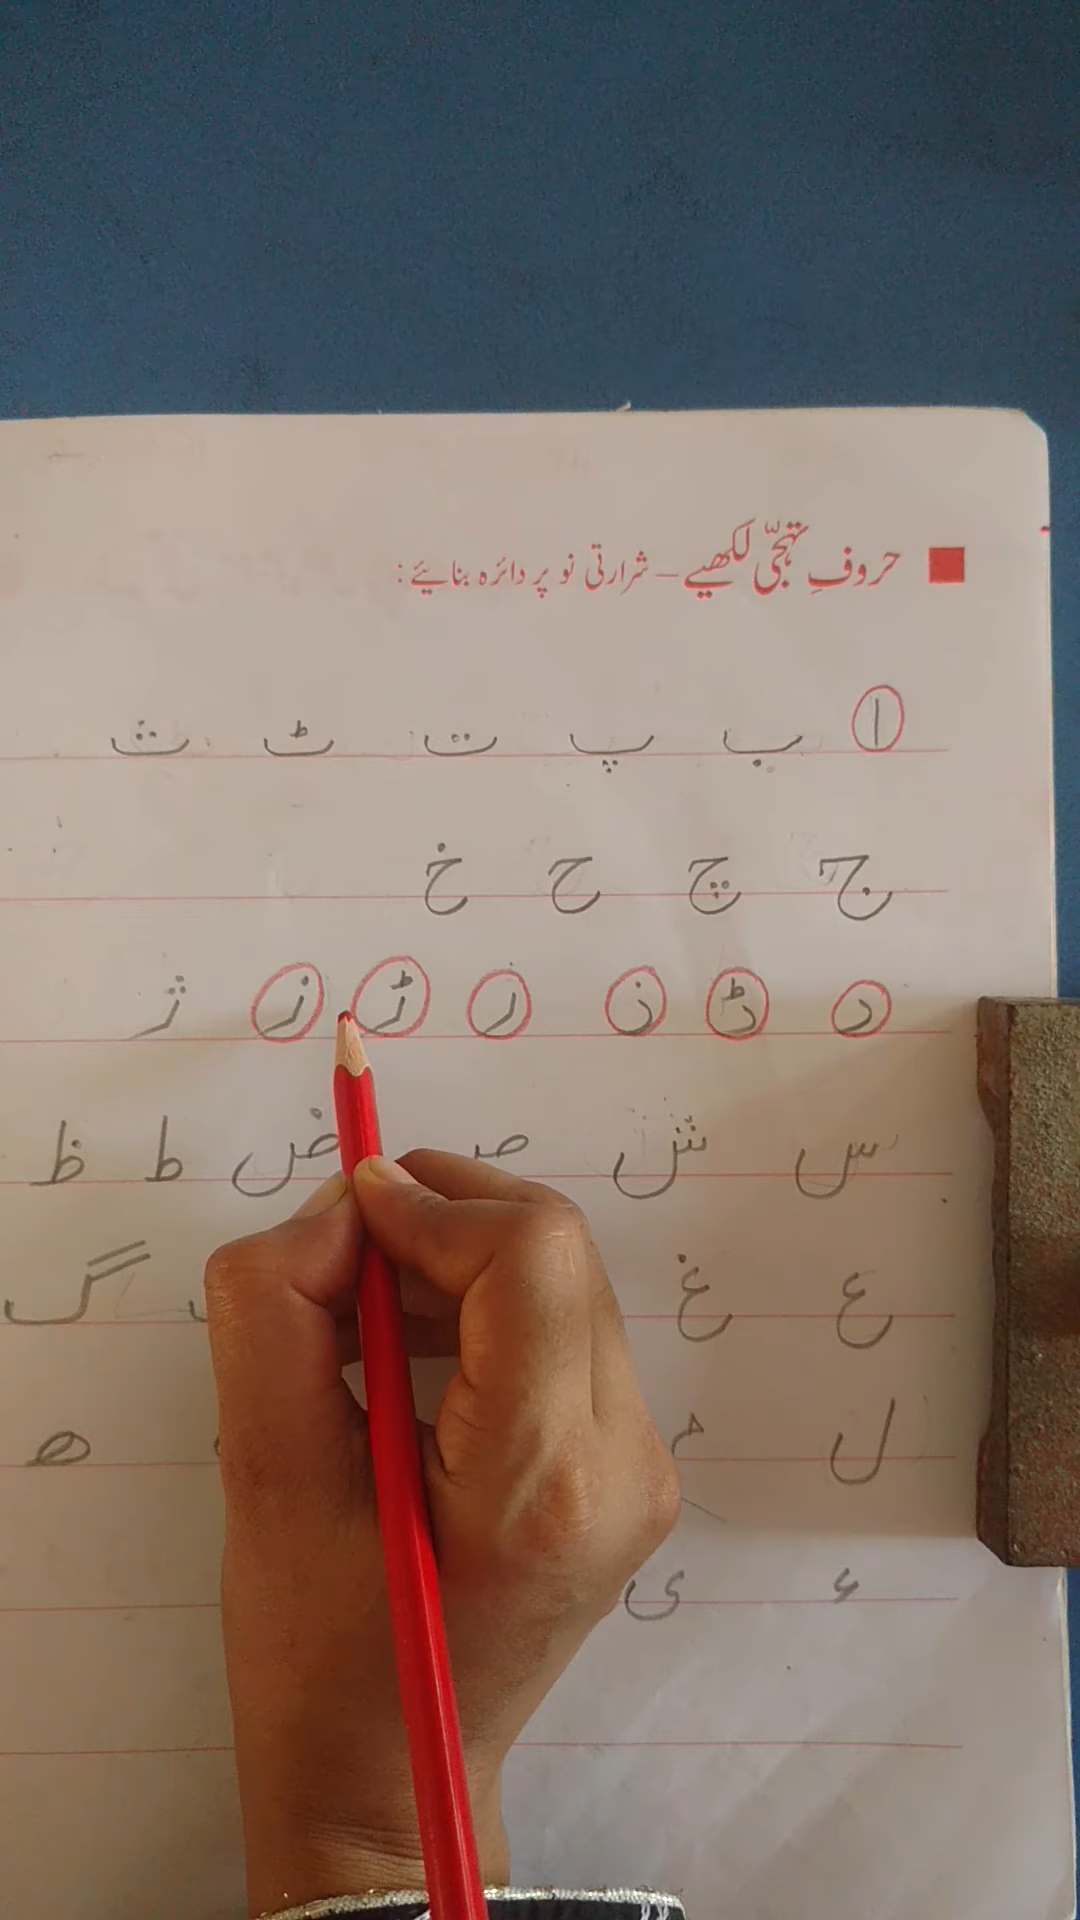 حروفِ تہجّی لکھیے – شرارتی نو پر دائرہ بنائیے :
ا ب پ ت ٹ ث
ج چ ح خ
د ڈ ذ ر ڑ ز ژ
س ش ض ط ظ
ع غ گ
ل ھ
ء ی